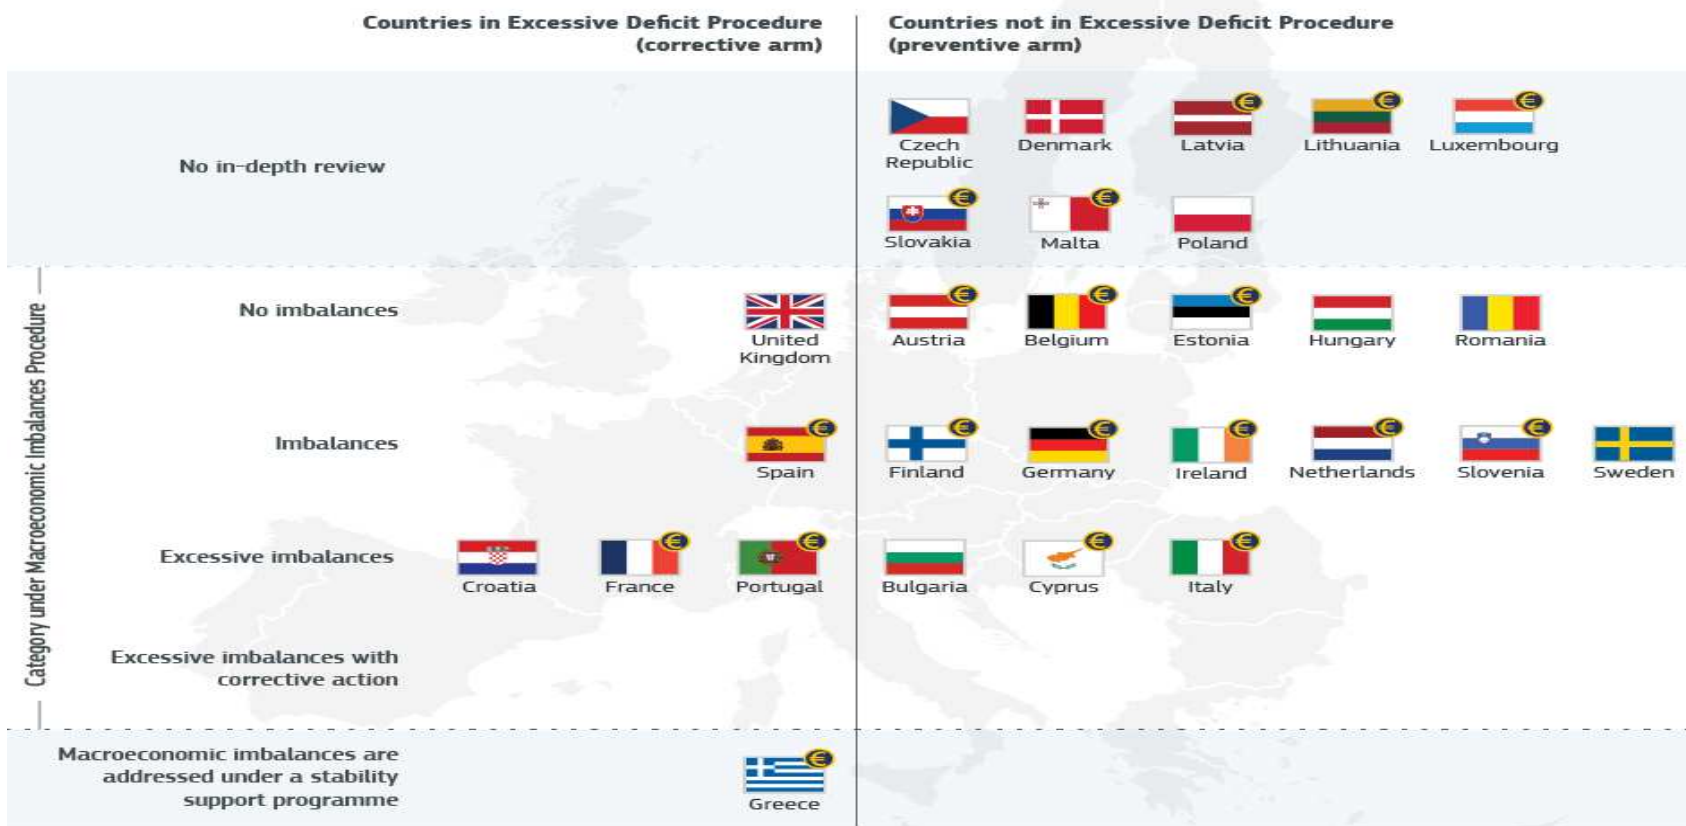 Countries in Excessive Deficit Procedure
(corrective arm)
Countries not in Excessive Deficit Procedure
(preventive arm)
No in-depth review
Czech
Republic
Denmark
Latvia
Lithuania
Luxembourg
Slovakia
Malta
Poland
Category under Macroeconomic Imbalances Procedure
No imbalances
United
Kingdom
Austria
Belgium
Estonia
Hungary
Romania
Imbalances
Spain
Finland
Germany
Ireland
Netherlands
Slovenia
Sweden
Excessive imbalances
Croatia
France
Portugal
Bulgaria
Cyprus
Italy
Excessive imbalances with
corrective action
Macroeconomic imbalances are
addressed under a stability
support programme
Greece